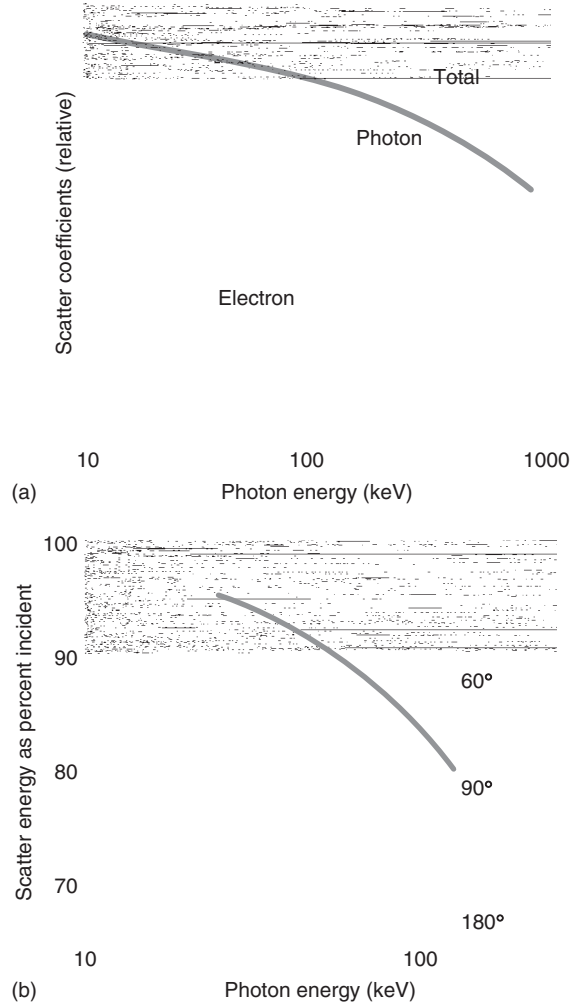 Scatter coefficients (relative)
Total
Photon
Electron
10 100 1000
(a) Photon energy (keV)
Scatter energy as percent incident
100
90
60°
80
90°
70
180°
10 100
(b) Photon energy (keV)